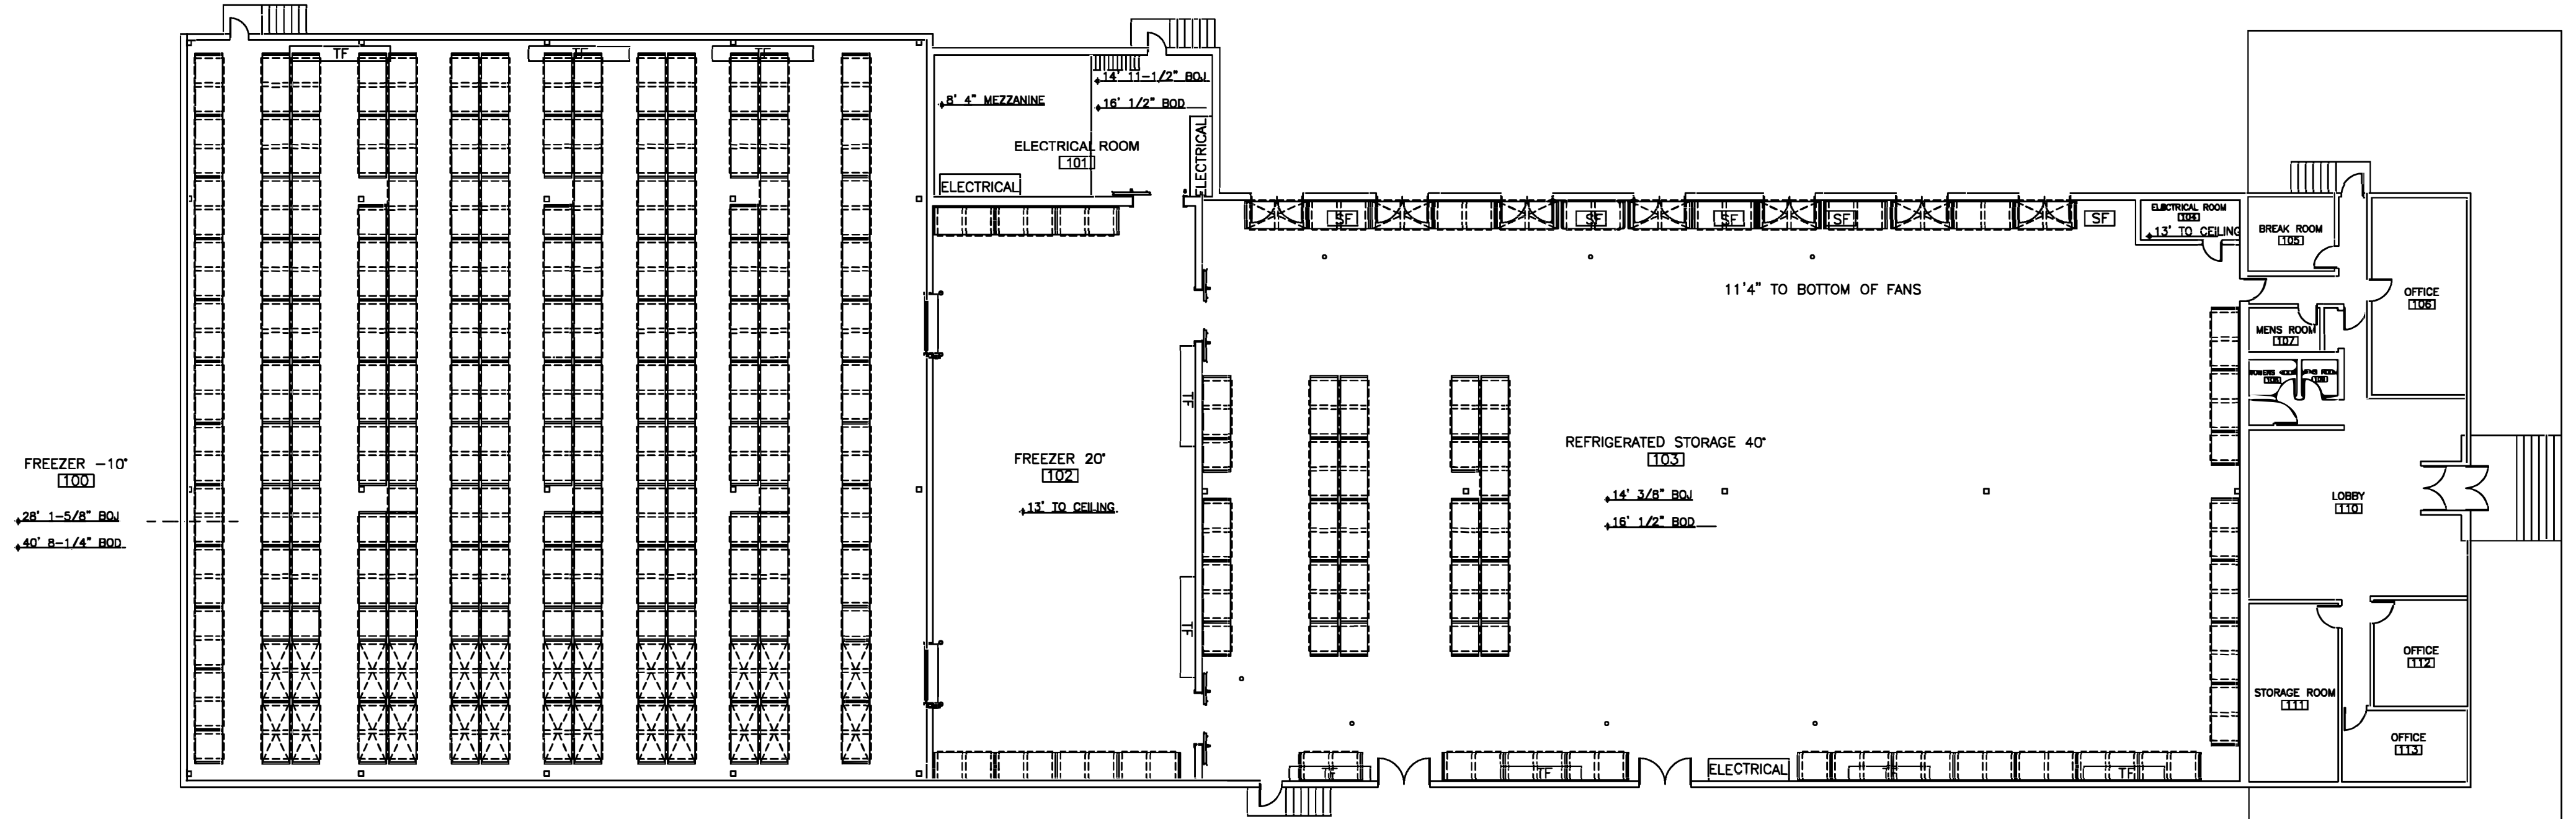 TF
TF
TF
14' 11-1/2" BOJ
8' 4" MEZZANINE
16' 1/2" BOD
ELECTRICAL ROOM
101
ELECTRICAL
ELECTRICAL
SF
SF
SF
SF
SF
ELECTRICAL ROOM
104
13' TO CEILING
BREAK ROOM
105
11'4" TO BOTTOM OF FANS
OFFICE
106
MENS ROOM
107
TF
FREEZER -10°
100
28' 1-5/8" BOJ
40' 8-1/4" BOD
FREEZER 20°
102
13' TO CEILING
REFRIGERATED STORAGE 40°
103
14' 3/8" BOJ
16' 1/2" BOD
LOBBY
110
TF
OFFICE
112
STORAGE ROOM
111
OFFICE
113
TF
TF
ELECTRICAL
TF
TF